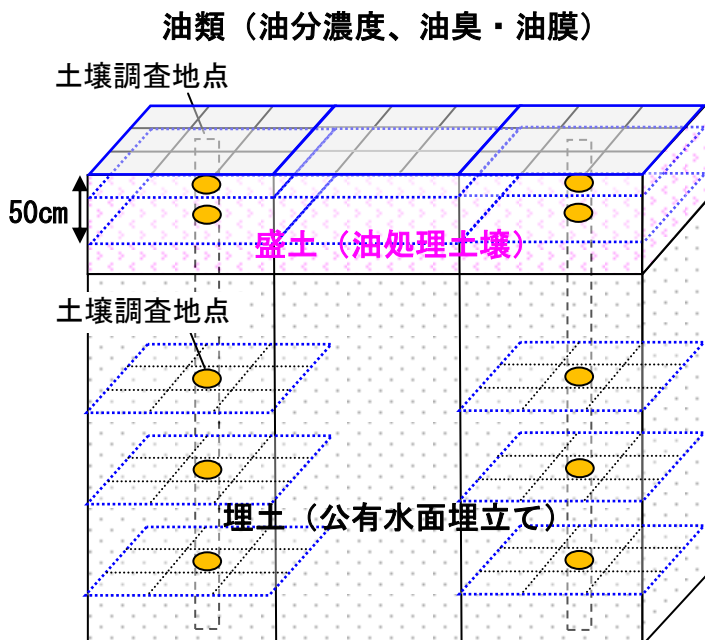 油類（油分濃度、油臭・油膜）
土壌調査地点
50cm
盛土（油処理土壌）
土壌調査地点
埋土（公有水面埋立て）